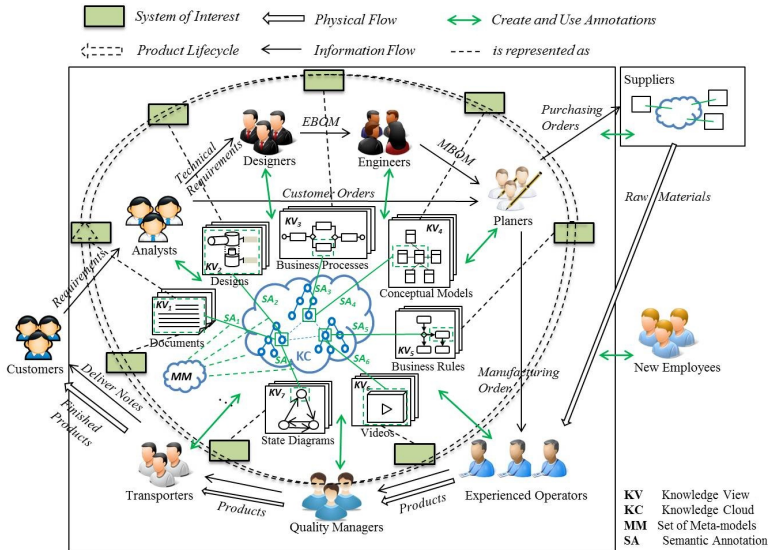 System of Interest
Physical Flow
Create and Use Annotations
Product Lifecycle
Information Flow
is represented as
Suppliers
Purchasing
Orders
EBOM
Designers
Engineers
Technical
Requirements
MBOM
Customer Orders
Planers
Raw Materials
Analysts
KV3
Business Processes
KV4
Conceptual Models
KV2
Designs
Requirements
SA2
SA3
SA4
KV1
Documents
SA1
SA5
KV5
Business Rules
Customers
KC
SA
SA6
MM
Manufacturing
Order
New Employees
Deliver Notes
Finished
Products
...
KV7
State Diagrams
KV6
Videos
Transporters
Products
Quality Managers
Products
Experienced Operators
KV Knowledge View
KC Knowledge Cloud
MM Set of Meta-models
SA Semantic Annotation